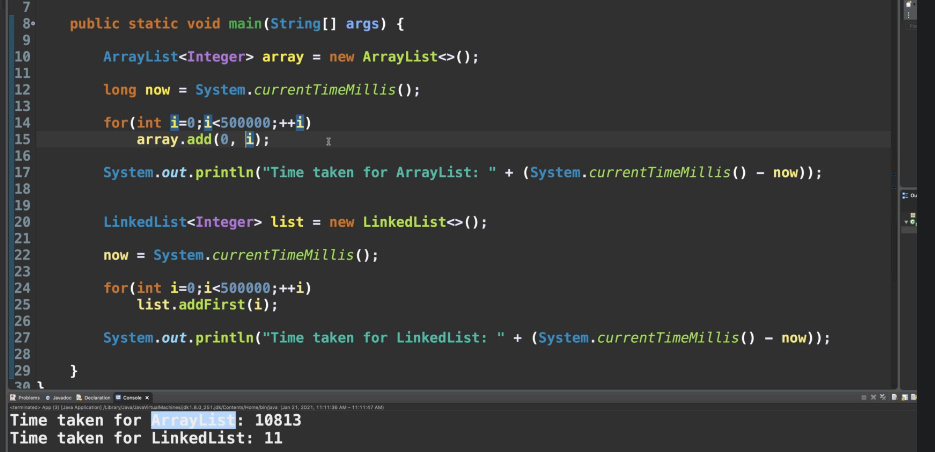 7
8 public static void main(String[] args) {
9
10 ArrayList<Integer> array = new ArrayList<>();
11
12 long now = System.currentTimeMillis();
13
14 for(int i=0;i<500000;++i)
15 array.add(0, i);
16
17 System.out.println("Time taken for ArrayList: " + (System.currentTimeMillis() - now));
18
19
20 LinkedList<Integer> list = new LinkedList<>();
21
22 now = System.currentTimeMillis();
23
24 for(int i=0;i<500000;++i)
25 list.addFirst(i);
26
27 System.out.println("Time taken for LinkedList: " + (System.currentTimeMillis() - now));
28
29 }
30 }
Problems Javadoc Declaration Console
<terminated> App (3) [Java Application]
Time taken for ArrayList: 10813
Time taken for LinkedList: 11